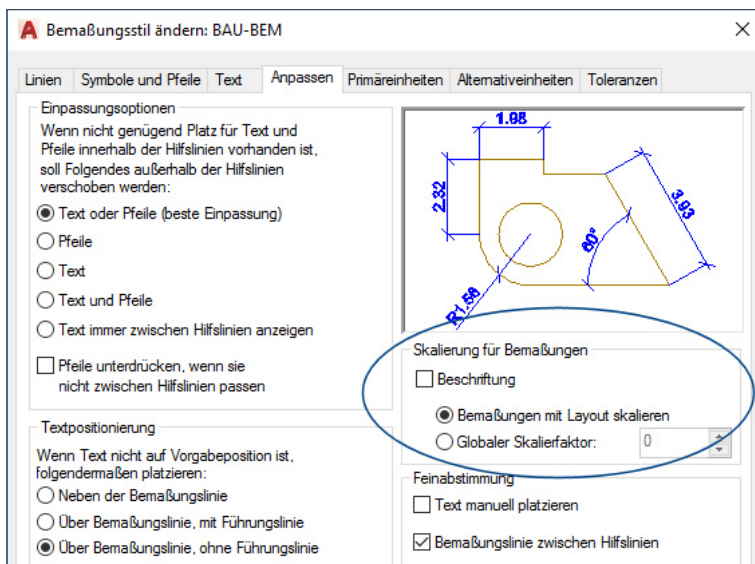 Bemaßungsstil ändern: BAU-BEM
Linien Symbole und Pfeile Text Anpassen Primäreinheiten Alternativeinheiten Toleranzen
Einpassungsoptionen
Wenn nicht genügend Platz für Text und
Pfeile innerhalb der Hilfslinien vorhanden ist,
soll Folgendes außerhalb der Hilfslinien
verschoben werden:
Text oder Pfeile (beste Einpassung)
Pfeile
Text
Text und Pfeile
Text immer zwischen Hilfslinien anzeigen
Pfeile unterdrücken, wenn sie
nicht zwischen Hilfslinien passen
Textpositionierung
Wenn Text nicht auf Vorgabeposition ist,
folgendermaßen platzieren:
Neben der Bemaßungslinie
Über Bemaßungslinie, mit Führungslinie
Über Bemaßungslinie, ohne Führungslinie
1.98
2.32
3.93
60°
R1.56
Skalierung für Bemaßungen
Beschriftung
Bemaßungen mit Layout skalieren
Globaler Skalierfaktor: 0
Feinabstimmung
Text manuell platzieren
Bemaßungslinie zwischen Hilfslinien